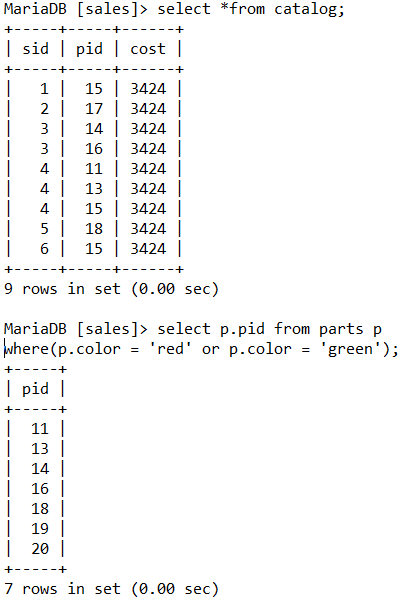 MariaDB [sales]> select *from catalog;
+-----+-----+------+
| sid | pid | cost |
+-----+-----+------+
|   1 |  15 | 3424 |
|   2 |  17 | 3424 |
|   3 |  14 | 3424 |
|   3 |  16 | 3424 |
|   4 |  11 | 3424 |
|   4 |  13 | 3424 |
|   4 |  15 | 3424 |
|   5 |  18 | 3424 |
|   6 |  15 | 3424 |
+-----+-----+------+
9 rows in set (0.00 sec)

MariaDB [sales]> select p.pid from parts p
where(p.color = 'red' or p.color = 'green');
+-----+
| pid |
+-----+
|  11 |
|  13 |
|  14 |
|  16 |
|  18 |
|  19 |
|  20 |
+-----+
7 rows in set (0.00 sec)